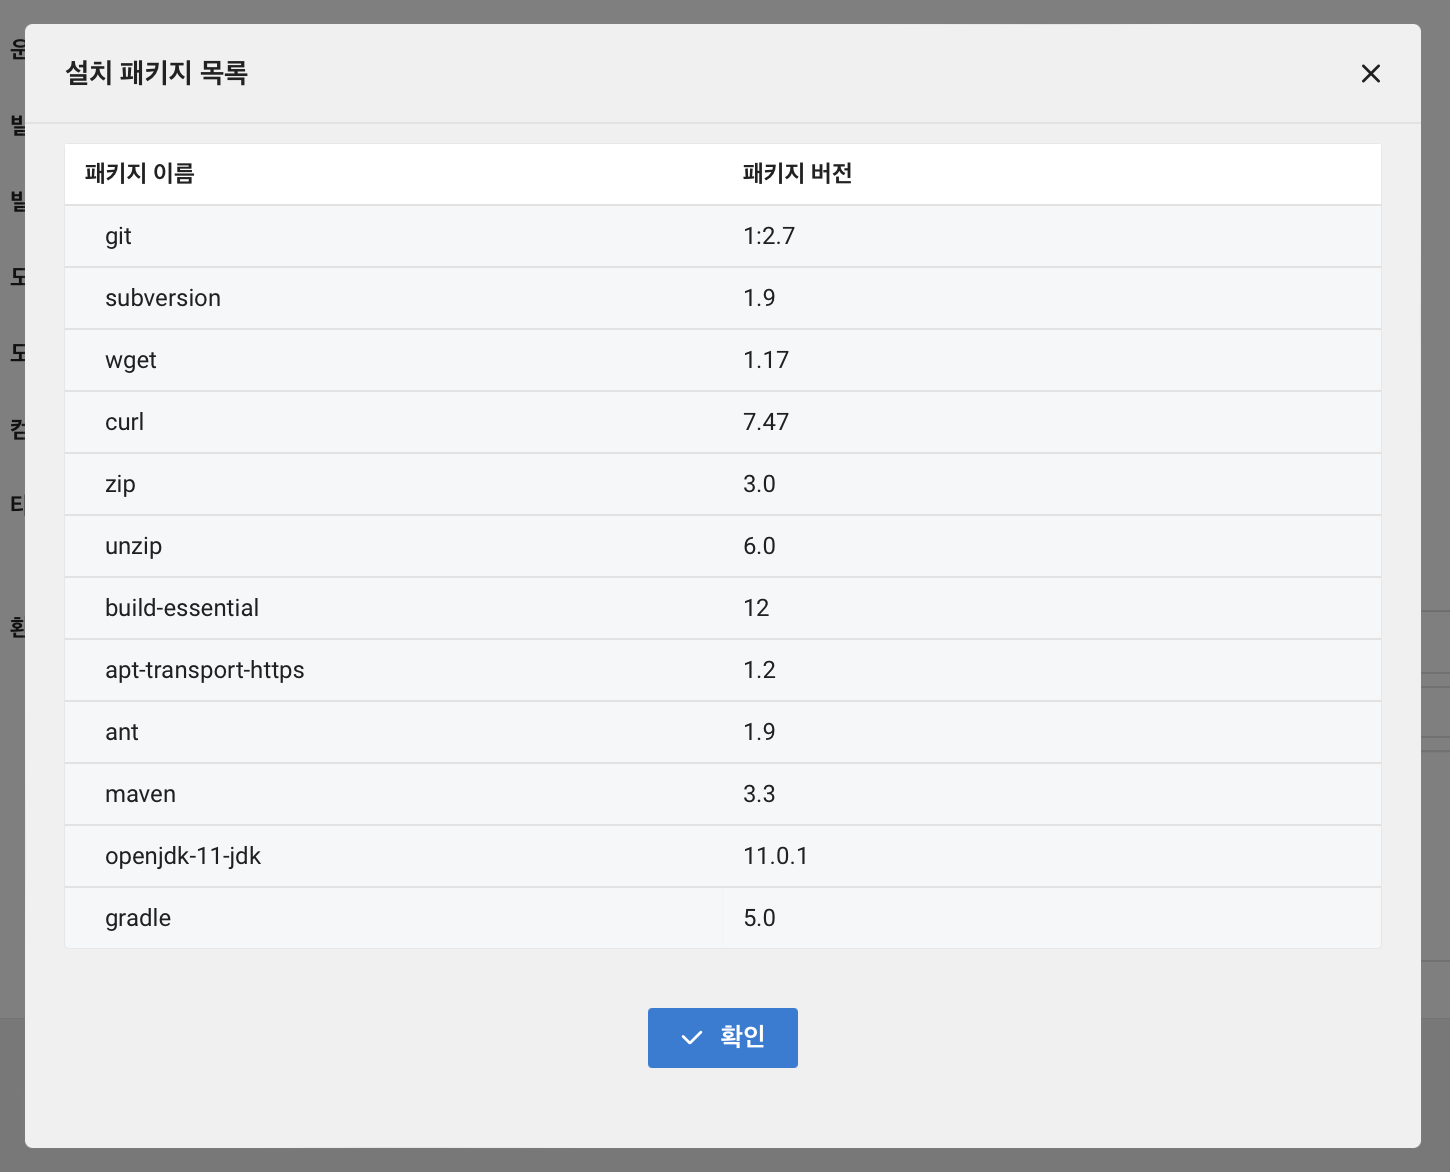 설치 패키지 목록
패키지 이름 패키지 버전
git 1:2.7
subversion 1.9
wget 1.17
curl 7.47
zip 3.0
unzip 6.0
build-essential 12
apt-transport-https 1.2
ant 1.9
maven 3.3
openjdk-11-jdk 11.0.1
gradle 5.0
확인